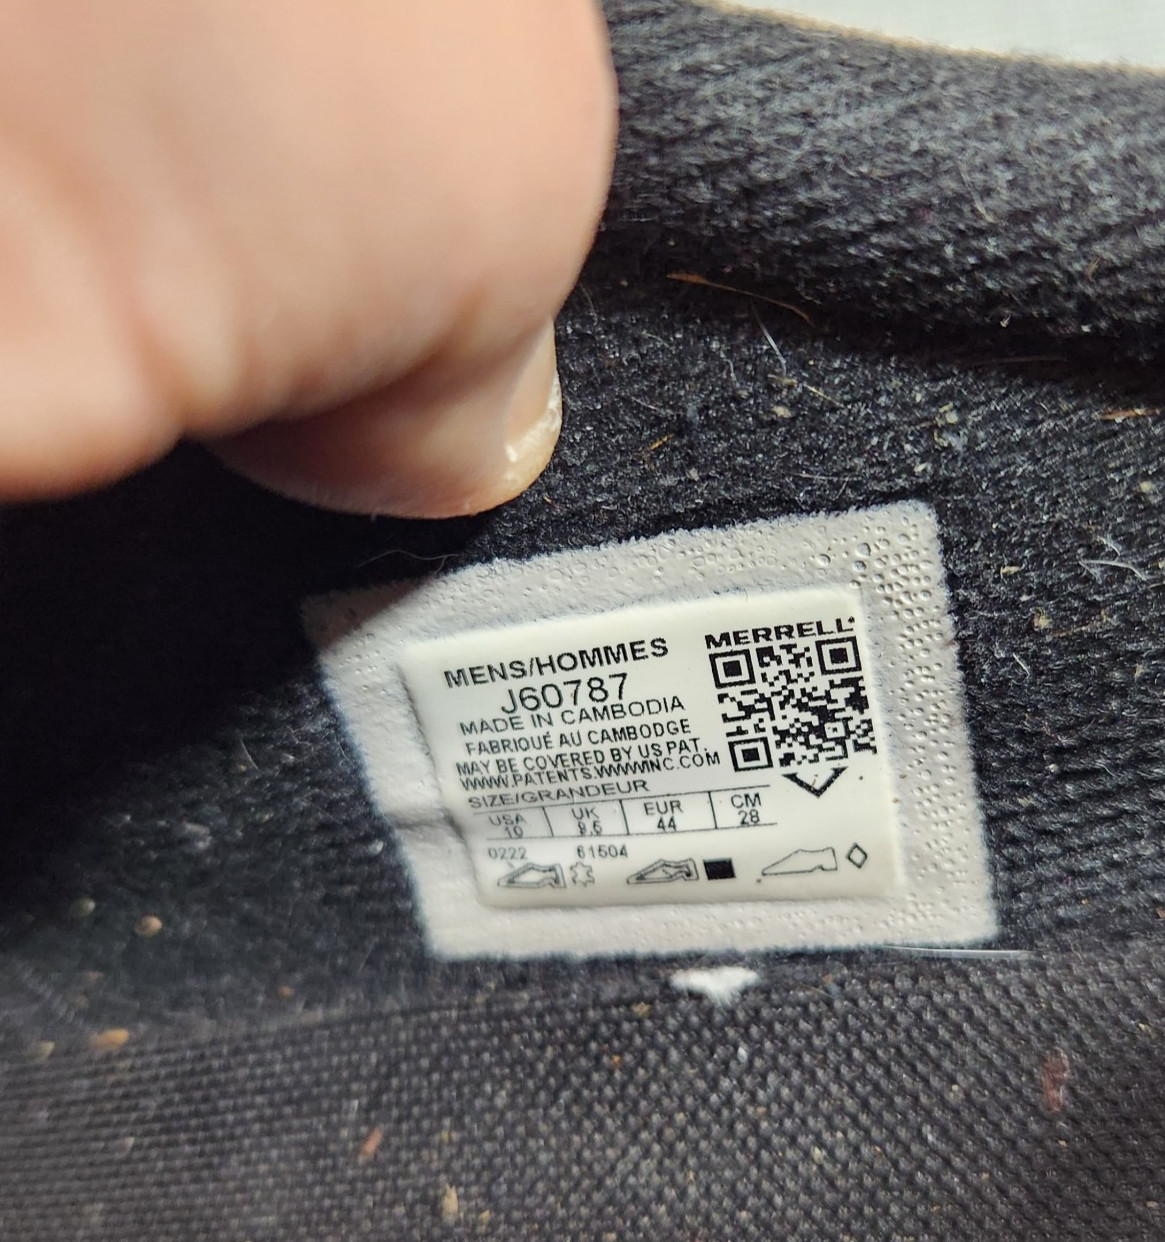 MENS/HOMMES
J60787
MADE IN CAMBODIA
FABRIQUÉ AU CAMBODGE
MAY BE COVERED BY US PAT.
WWW.PATENTS.WWWINC.COM
SIZE/GRANDEUR
USA UK EUR CM
10 9.5 44 28
0222 61504
MERRELL